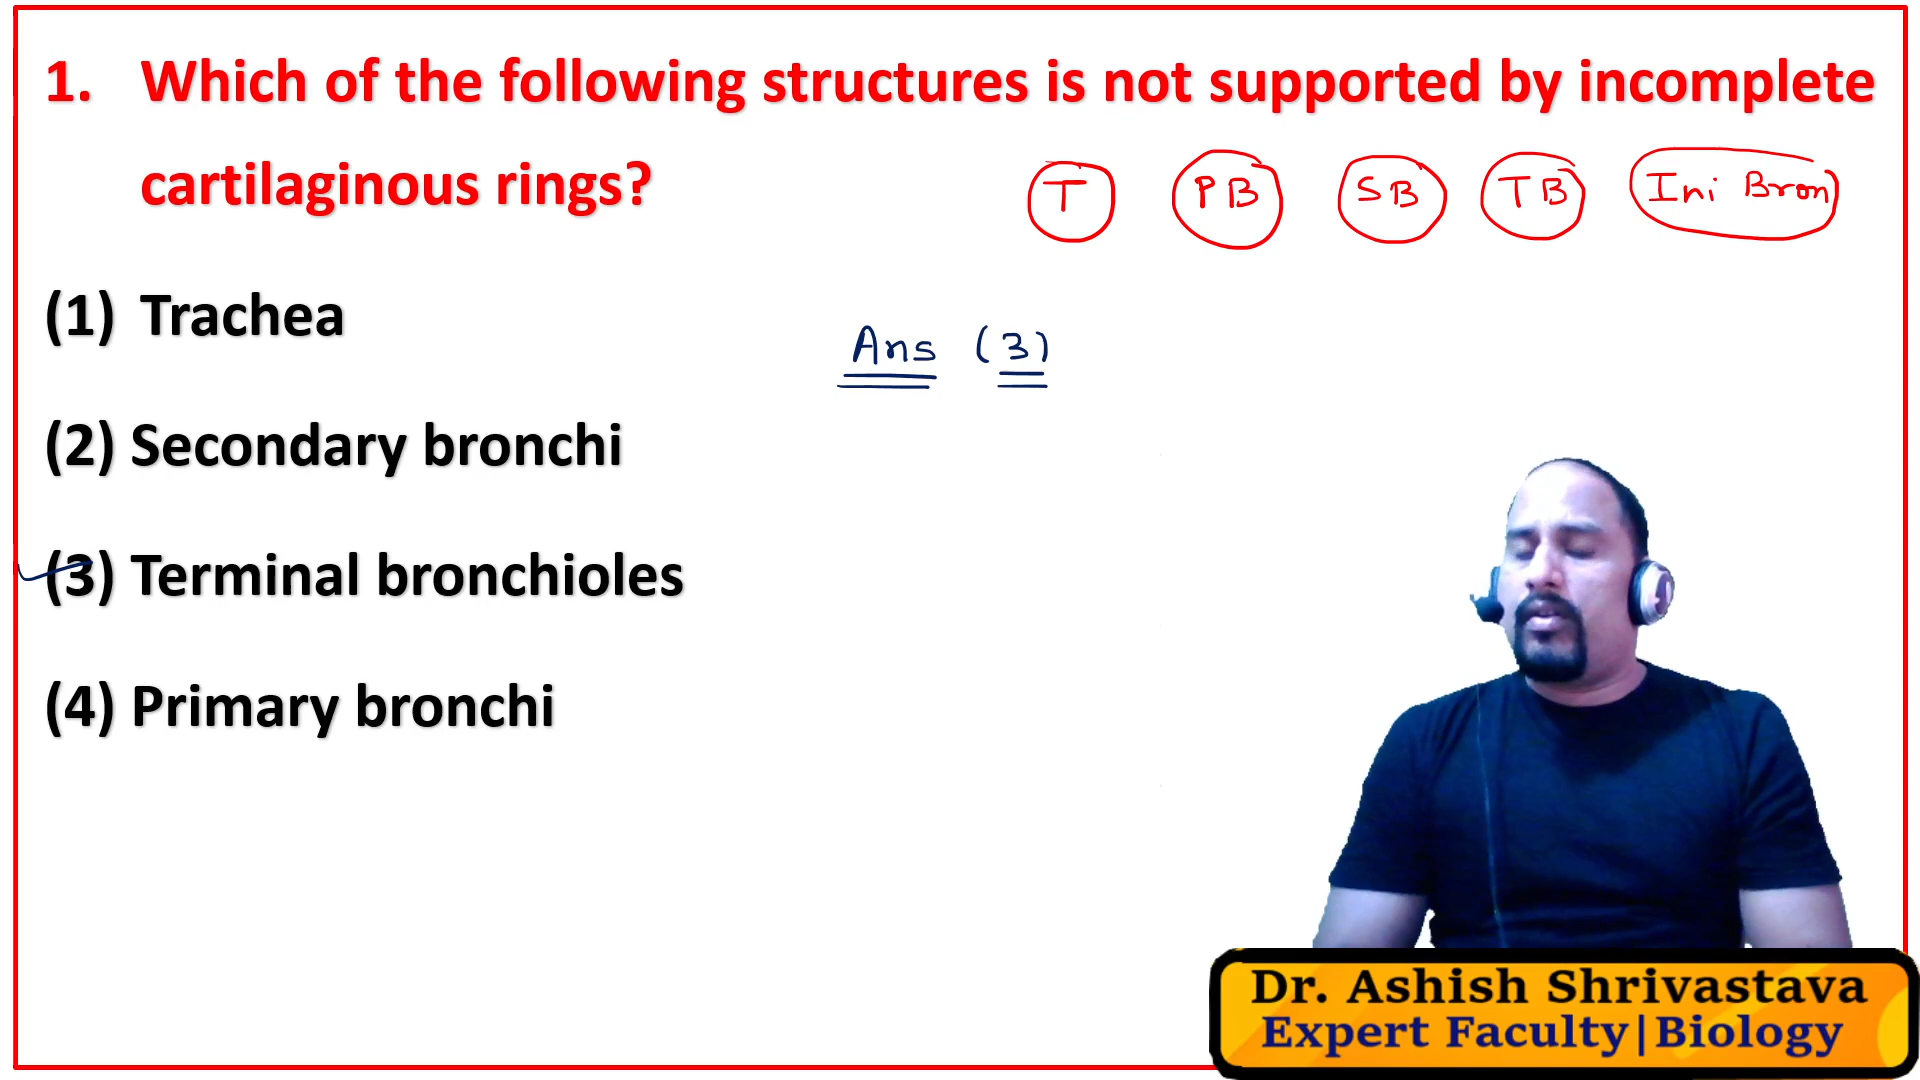 1. Which of the following structures is not supported by incomplete
cartilaginous rings?
T PB SB TB Ini Bron
(1) Trachea
Ans (3)
(2) Secondary bronchi
(3) Terminal bronchioles
(4) Primary bronchi
Dr. Ashish Shrivastava
Expert Faculty|Biology